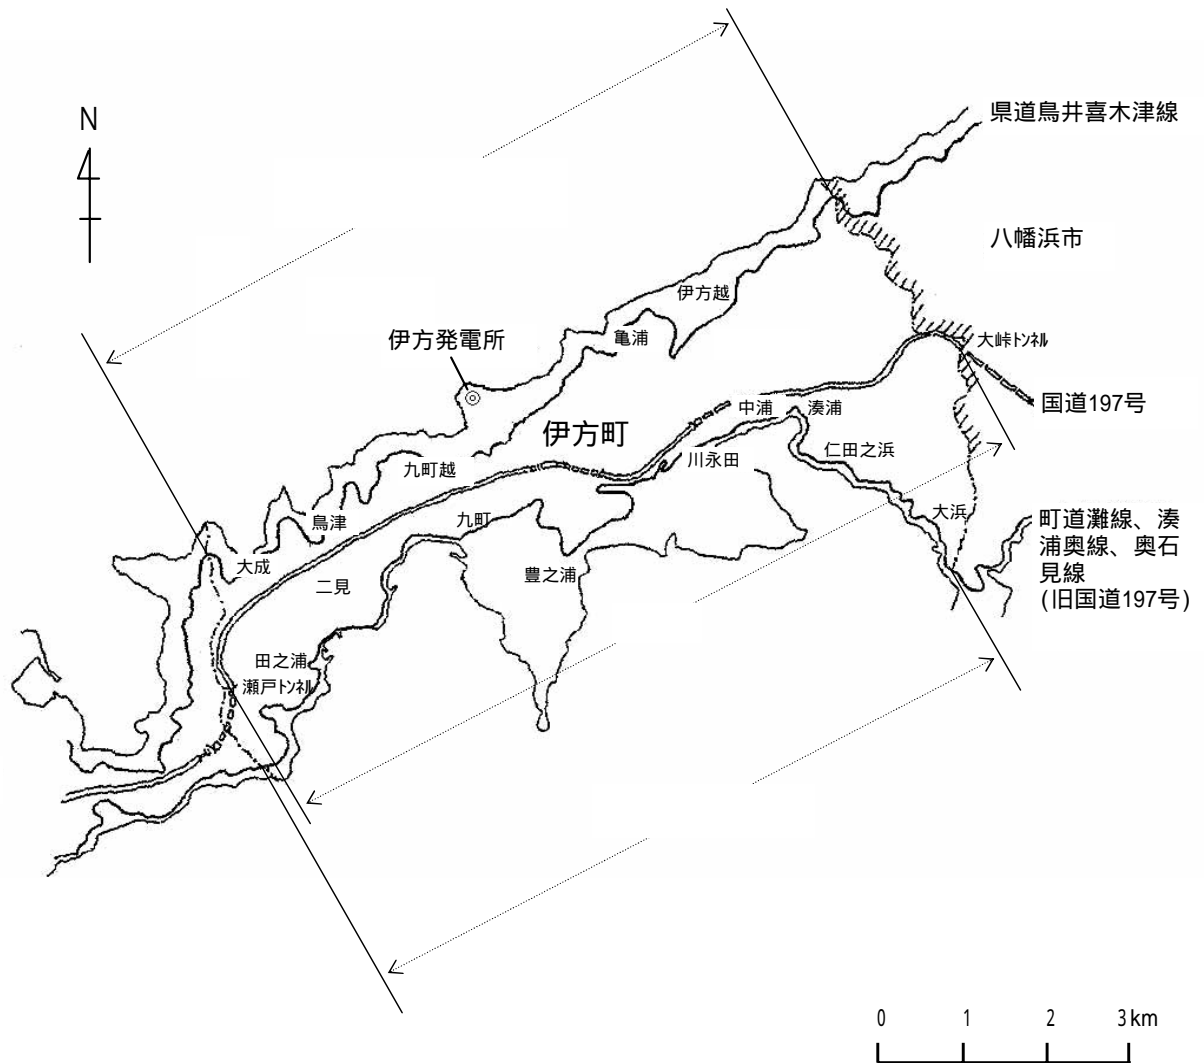 N
県道鳥井喜木津線
八幡浜市
伊方越
亀浦
大峠トンネル
伊方発電所
国道197号
中浦
湊浦
伊方町
仁田之浜
川永田
九町越
大浜
鳥津
九町
町道灘線、湊
浦奥線、奥石
見線
(旧国道197号)
大成
豊之浦
二見
田之浦
瀬戸トンネル
0 1 2 3km